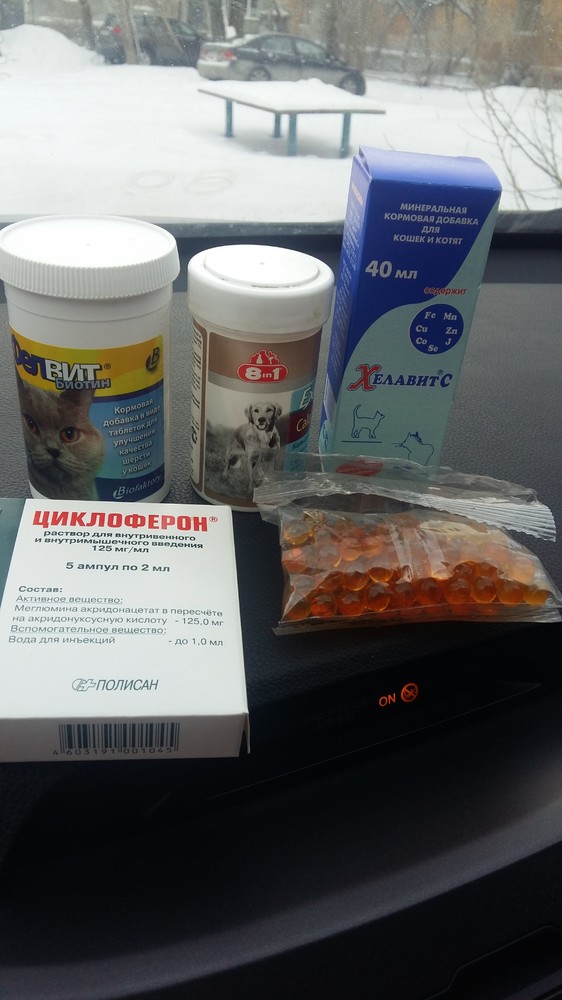 МИНЕРАЛЬНАЯ
КОРМОВАЯ ДОБАВКА
ДЛЯ
КОШЕК И КОТЯТ
40 мл
содержит
Fe Mn
Cu Zn
Co Se J
ХЕЛАВИТ® С
ВИТ®
БИОТИН
Кормовая
добавка в виде
таблеток для
улучшения
качества
шерсти
у кошек
Biofaktory
8in1
ЦИКЛОФЕРОН®
раствор для внутривенного
и внутримышечного введения
125 мг/мл
5 ампул по 2 мл
Состав:
Активное вещество:
Меглюмина акридонацетат в пересчёте
на акридонуксусную кислоту - 125,0 мг
Вспомогательное вещество:
Вода для инъекций - до 1,0 мл
ПОЛИСАН
4603191001045
ON